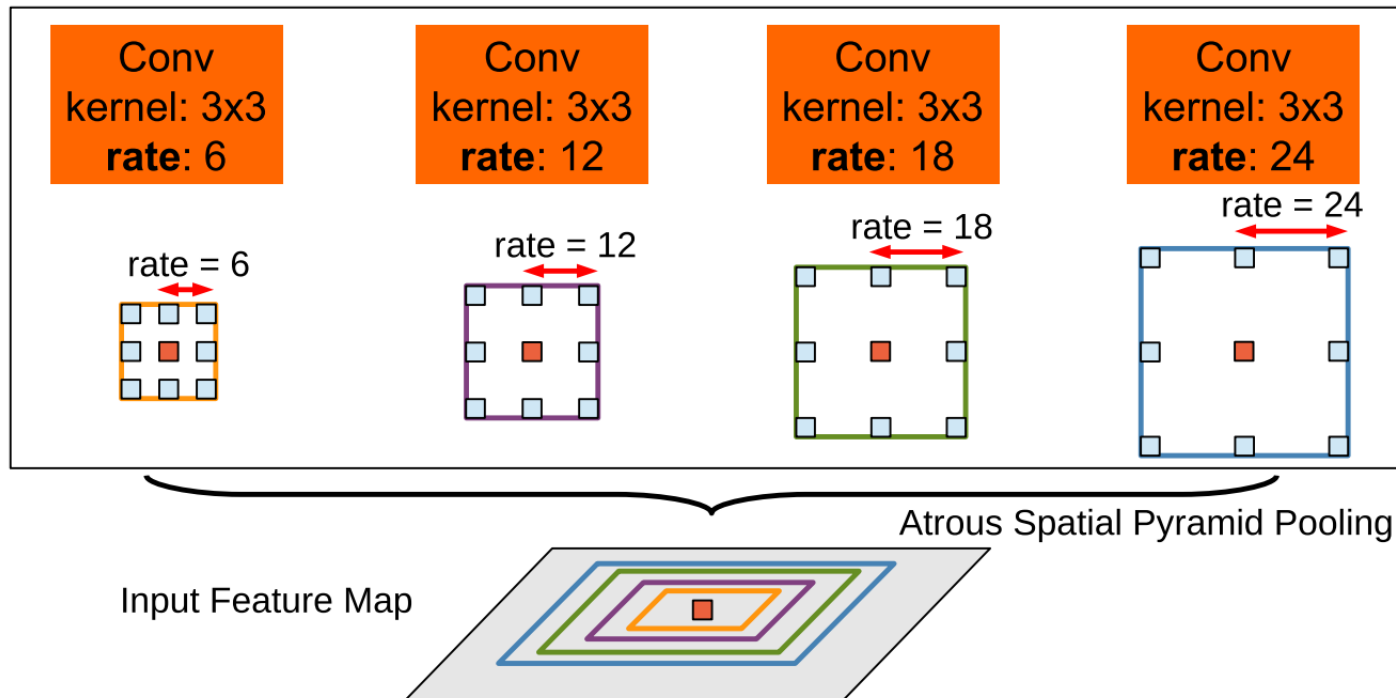 Conv
kernel: 3x3
rate: 6
Conv
kernel: 3x3
rate: 12
Conv
kernel: 3x3
rate: 18
Conv
kernel: 3x3
rate: 24
rate = 6
rate = 12
rate = 18
rate = 24
Atrous Spatial Pyramid Pooling
Input Feature Map